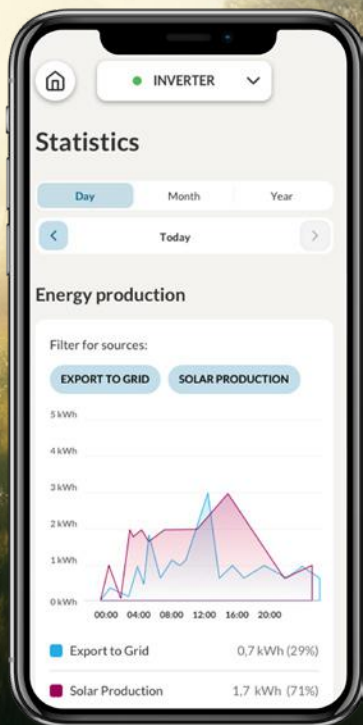 INVERTER
Statistics
Day Month Year
Today
Energy production
Filter for sources:
EXPORT TO GRID SOLAR PRODUCTION
5 kWh
4 kWh
3 kWh
2 kWh
1 kWh
0 kWh
00:00 04:00 08:00 12:00 16:00 20:00
Export to Grid 0,7 kWh (29%)
Solar Production 1,7 kWh (71%)